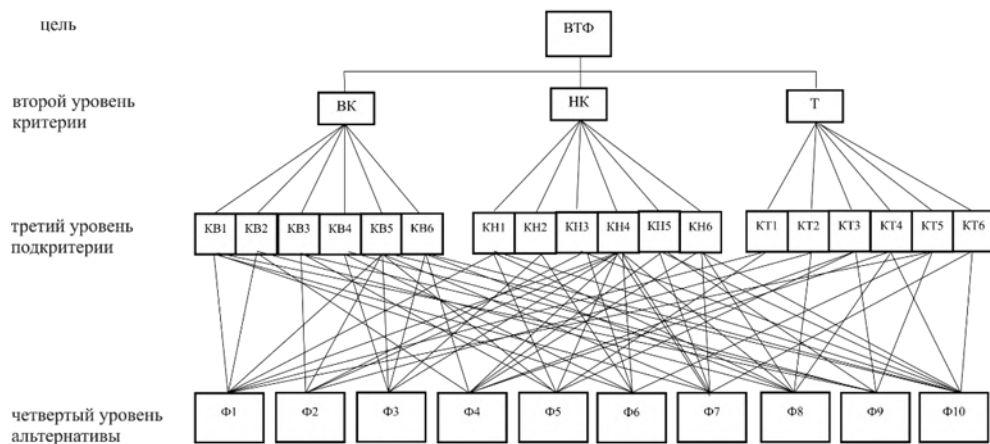 цель
ВТФ
второй уровень
критерии
ВК
НК
Т
третий уровень
подкритерии
КВ1 КВ2 КВ3 КВ4 КВ5 КВ6
КН1 КН2 КН3 КН4 КП5 КН6
КТ1 КТ2 КТ3 КТ4 КТ5 КТ6
четвертый уровень
альтернативы
Ф1 Ф2 Ф3 Ф4 Ф5 Ф6 Ф7 Ф8 Ф9 Ф10